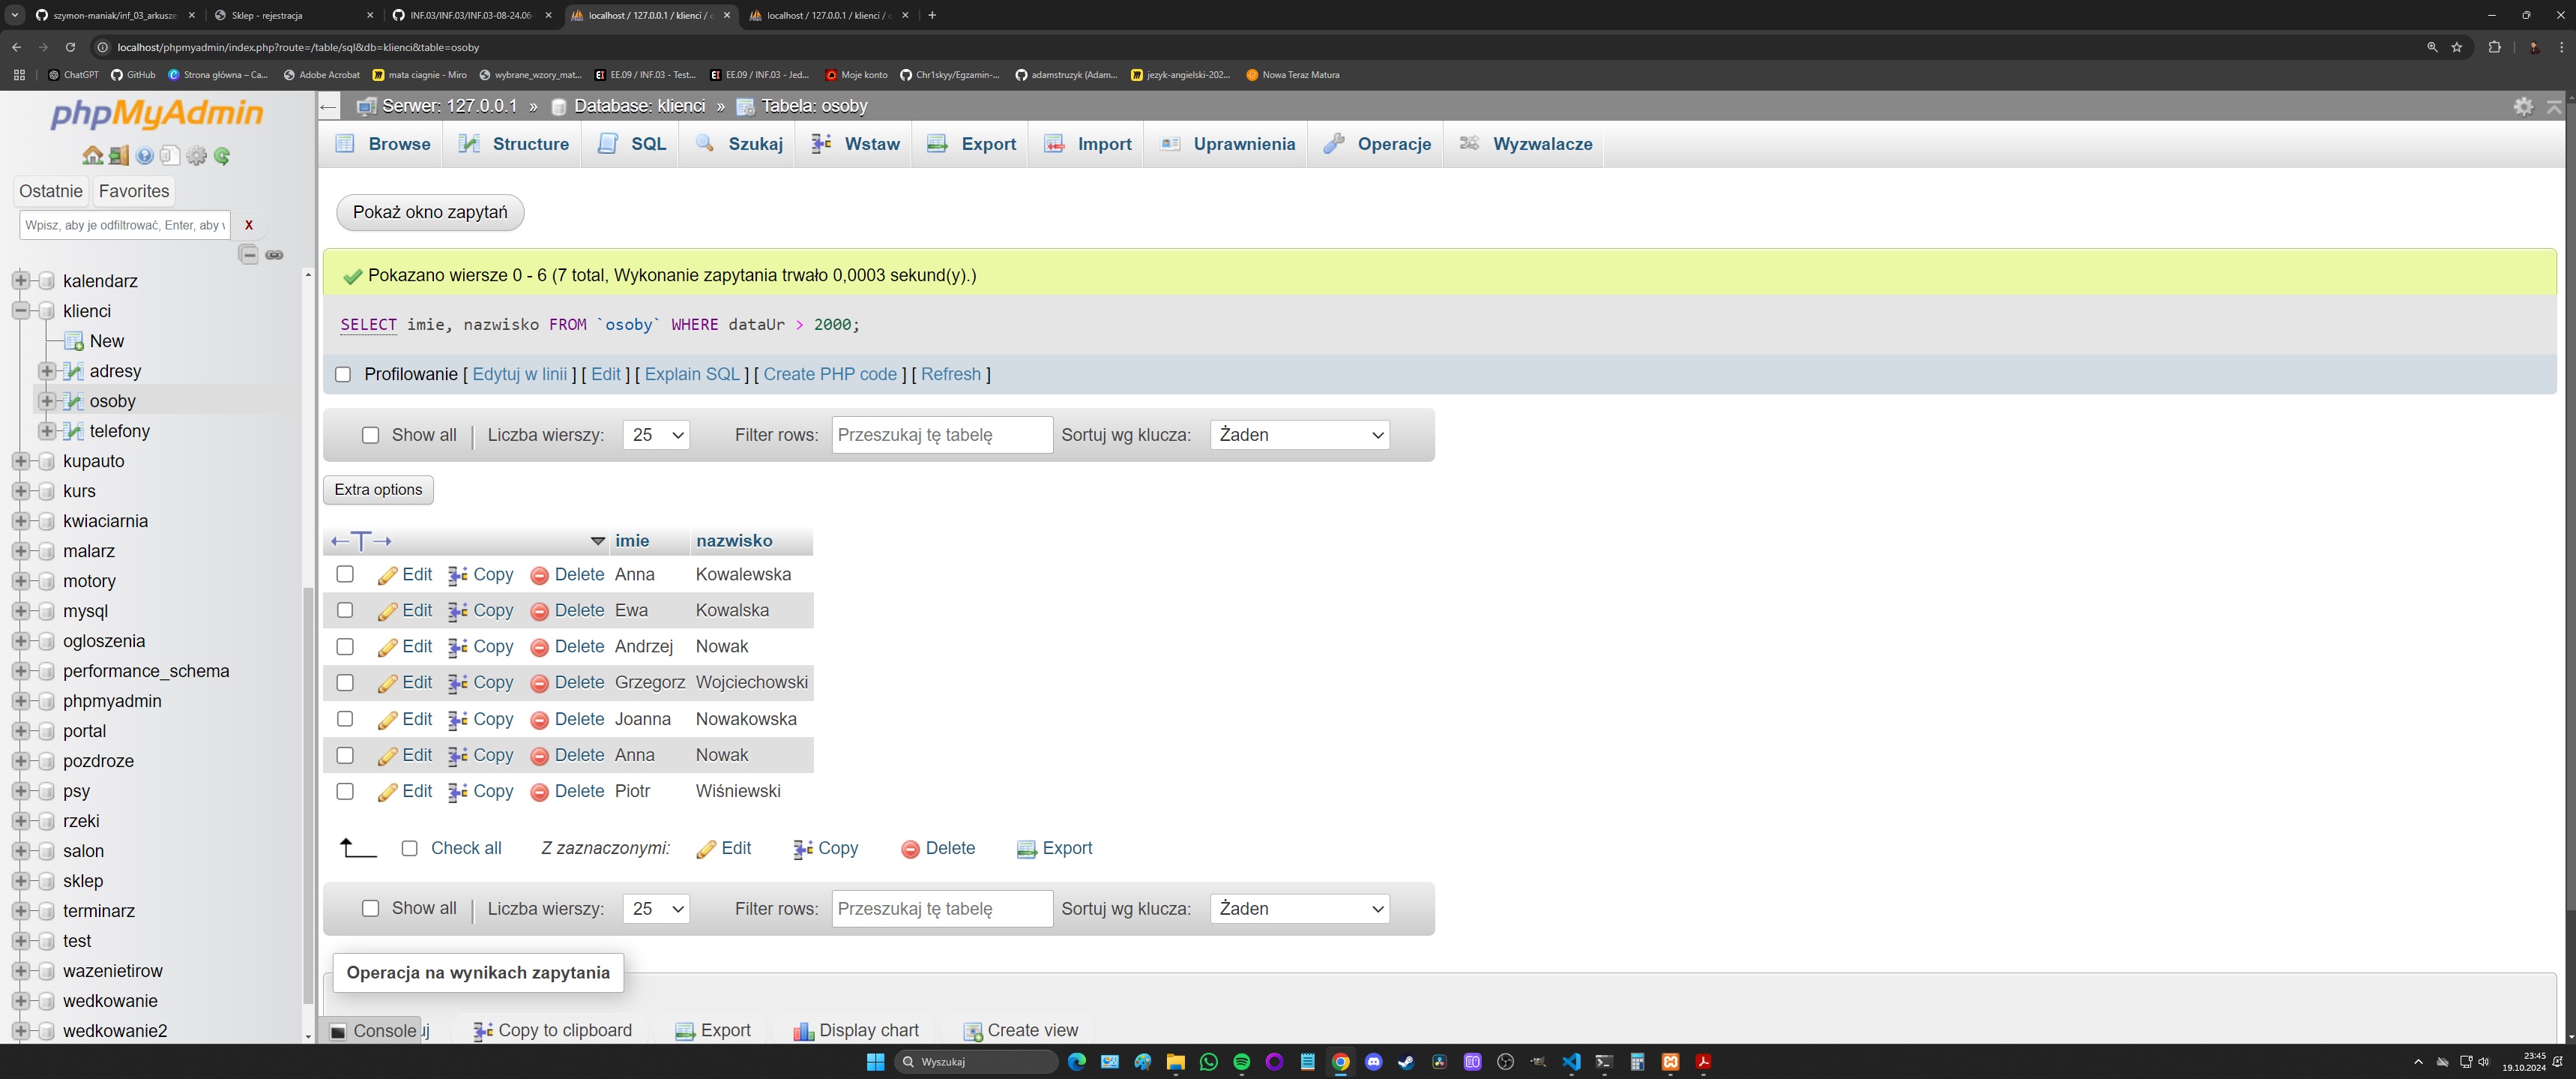 szymon-maniak/inf_03_arkusze
Sklep - rejestracja
INF.03/INF.03/INF.03-08-24.06-
localhost / 127.0.0.1 / klienci / o
localhost / 127.0.0.1 / klienci / o
localhost/phpmyadmin/index.php?route=/table/sql&db=klienci&table=osoby
ChatGPT
GitHub
Strona główna – Ca...
Adobe Acrobat
mata ciagnie - Miro
wybrane_wzory_mat...
EE.09 / INF.03 - Test...
EE.09 / INF.03 - Jed...
Moje konto
Chr1skyy/Egzamin-...
adamstruzyk (Adam...
jezyk-angielski-202...
Nowa Teraz Matura
phpMyAdmin
Ostatnie Favorites
Wpisz, aby je odfiltrować, Enter, aby
X
kalendarz
klienci
New
adresy
osoby
telefony
kupauto
kurs
kwiaciarnia
malarz
motory
mysql
ogloszenia
performance_schema
phpmyadmin
portal
pozdroze
psy
rzeki
salon
sklep
terminarz
test
wazenietirow
wedkowanie
wedkowanie2
Serwer: 127.0.0.1 » Database: klienci » Tabela: osoby
Browse Structure SQL Szukaj Wstaw Export Import Uprawnienia Operacje Wyzwalacze
Pokaż okno zapytań
Pokazano wiersze 0 - 6 (7 total, Wykonanie zapytania trwało 0,0003 sekund(y).)
SELECT imie, nazwisko FROM `osoby` WHERE dataUr > 2000;
Profilowanie [ Edytuj w linii ] [ Edit ] [ Explain SQL ] [ Create PHP code ] [ Refresh ]
Show all | Liczba wierszy: 25 Filter rows: Przeszukaj tę tabelę Sortuj wg klucza: Żaden
Extra options
←T→ imie nazwisko
Edit Copy Delete Anna Kowalewska
Edit Copy Delete Ewa Kowalska
Edit Copy Delete Andrzej Nowak
Edit Copy Delete Grzegorz Wojciechowski
Edit Copy Delete Joanna Nowakowska
Edit Copy Delete Anna Nowak
Edit Copy Delete Piotr Wiśniewski
Check all Z zaznaczonymi: Edit Copy Delete Export
Show all | Liczba wierszy: 25 Filter rows: Przeszukaj tę tabelę Sortuj wg klucza: Żaden
Operacja na wynikach zapytania
Console Copy to clipboard Export Display chart Create view
Wyszukaj
23:45
19.10.2024